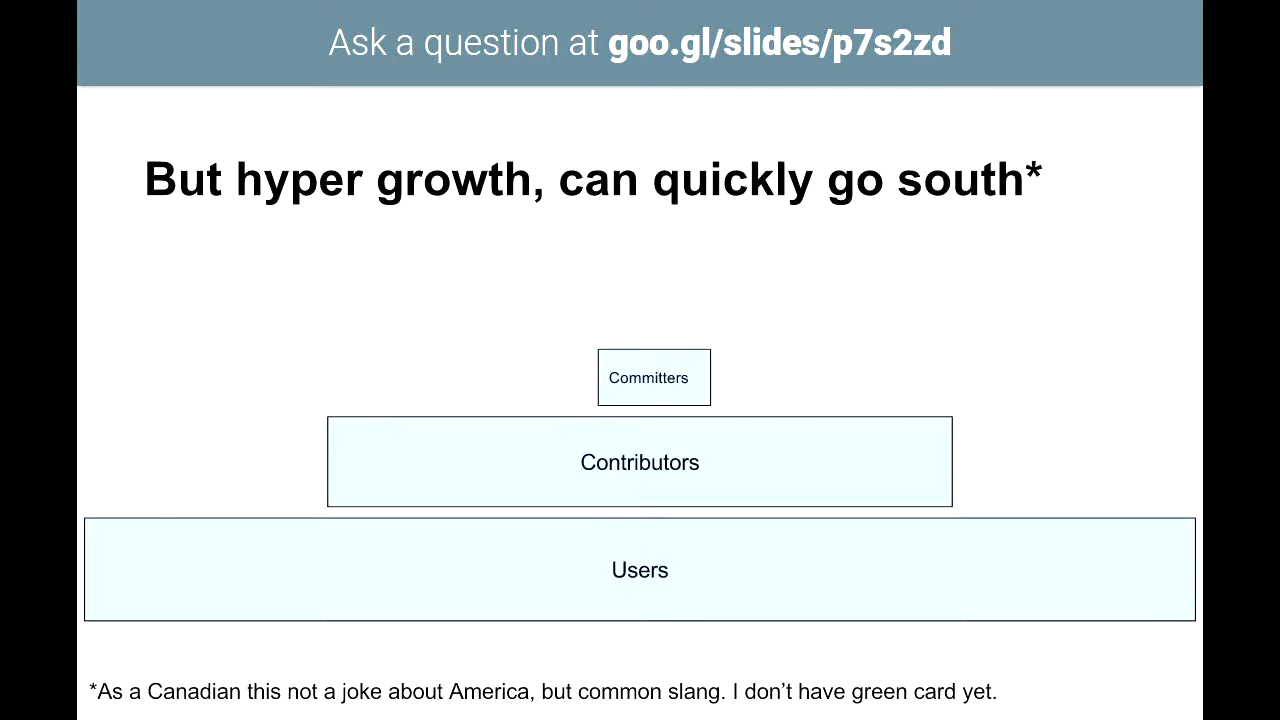 Ask a question at goo.gl/slides/p7s2zd
But hyper growth, can quickly go south*
Committers
Contributors
Users
*As a Canadian this not a joke about America, but common slang. I don’t have green card yet.